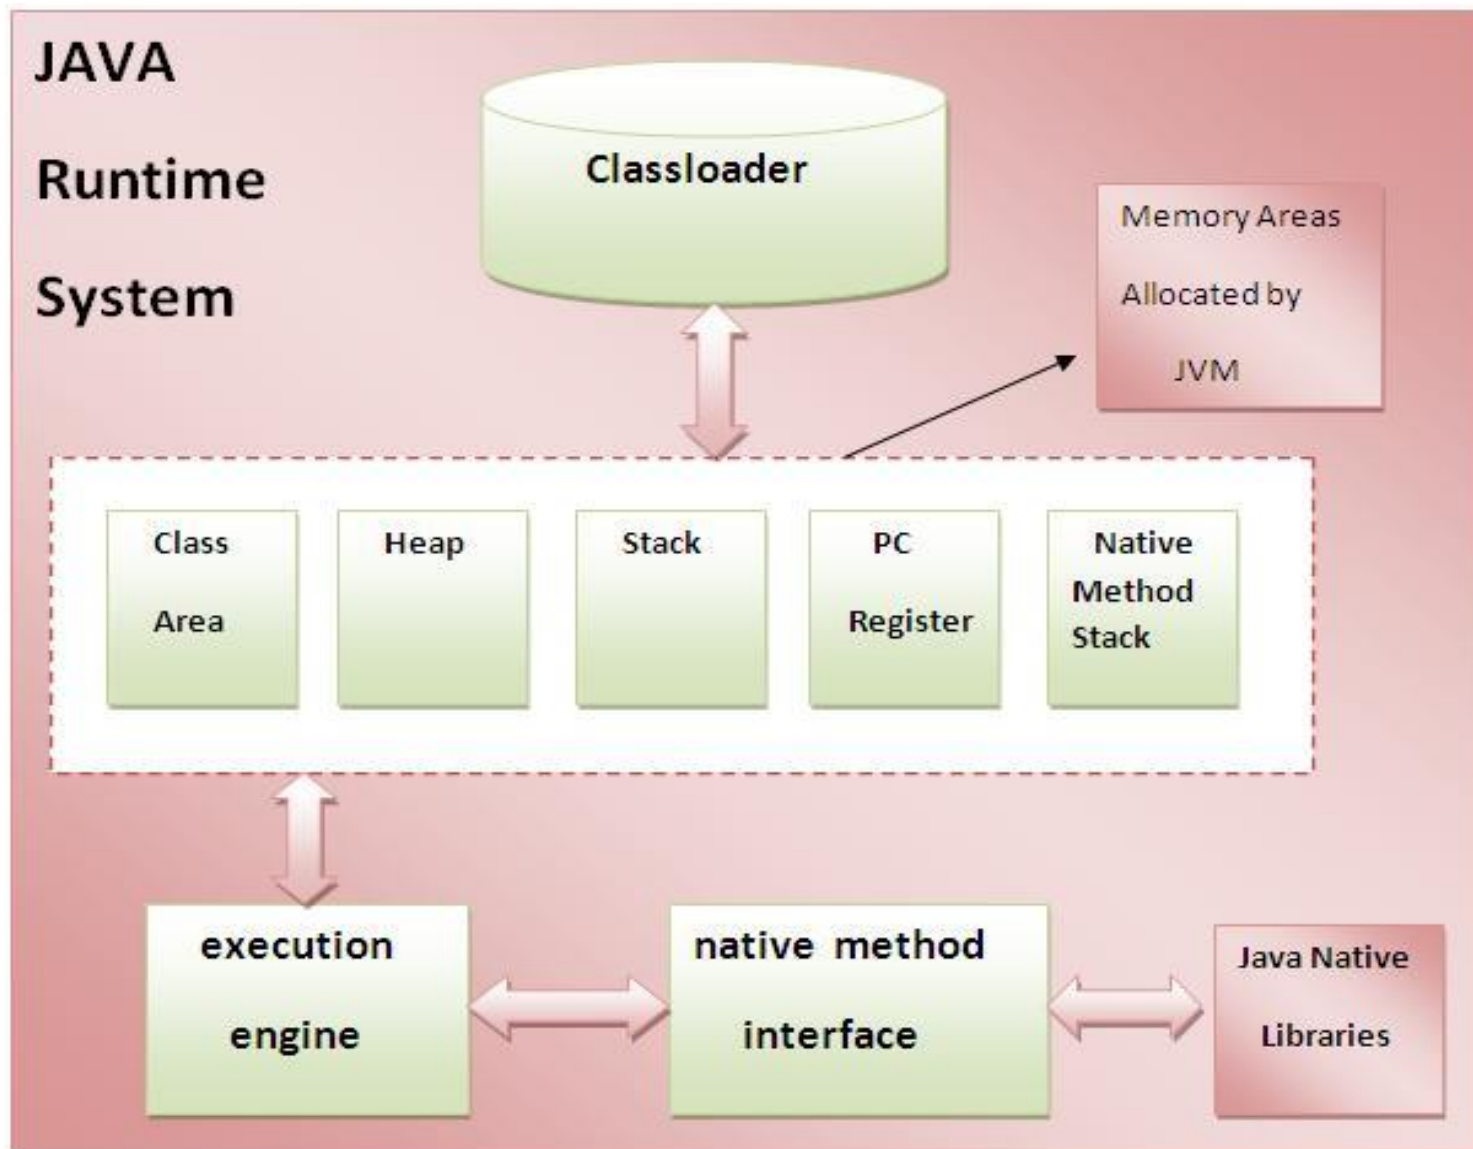 JAVA
Runtime
System
Classloader
Memory Areas
Allocated by
JVM
Class
Area
Heap
Stack
PC
Register
Native
Method
Stack
execution
engine
native method
interface
Java Native
Libraries